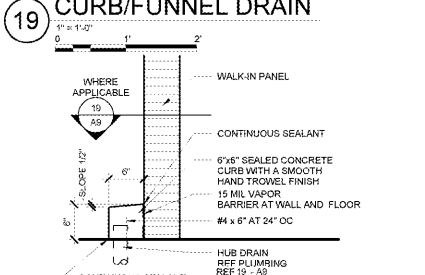 19
CURB/FUNNEL DRAIN
1" = 1'-0"
0 1' 2'
WALK-IN PANEL
WHERE
APPLICABLE
19
A9
CONTINUOUS SEALANT
6"
6"x6" SEALED CONCRETE
CURB WITH A SMOOTH
HAND TROWEL FINISH
SLOPE 1/2"
15 MIL VAPOR
BARRIER AT WALL AND FLOOR
6"
#4 x 6" AT 24" OC
HUB DRAIN
REF PLUMBING
REF 19 - A9